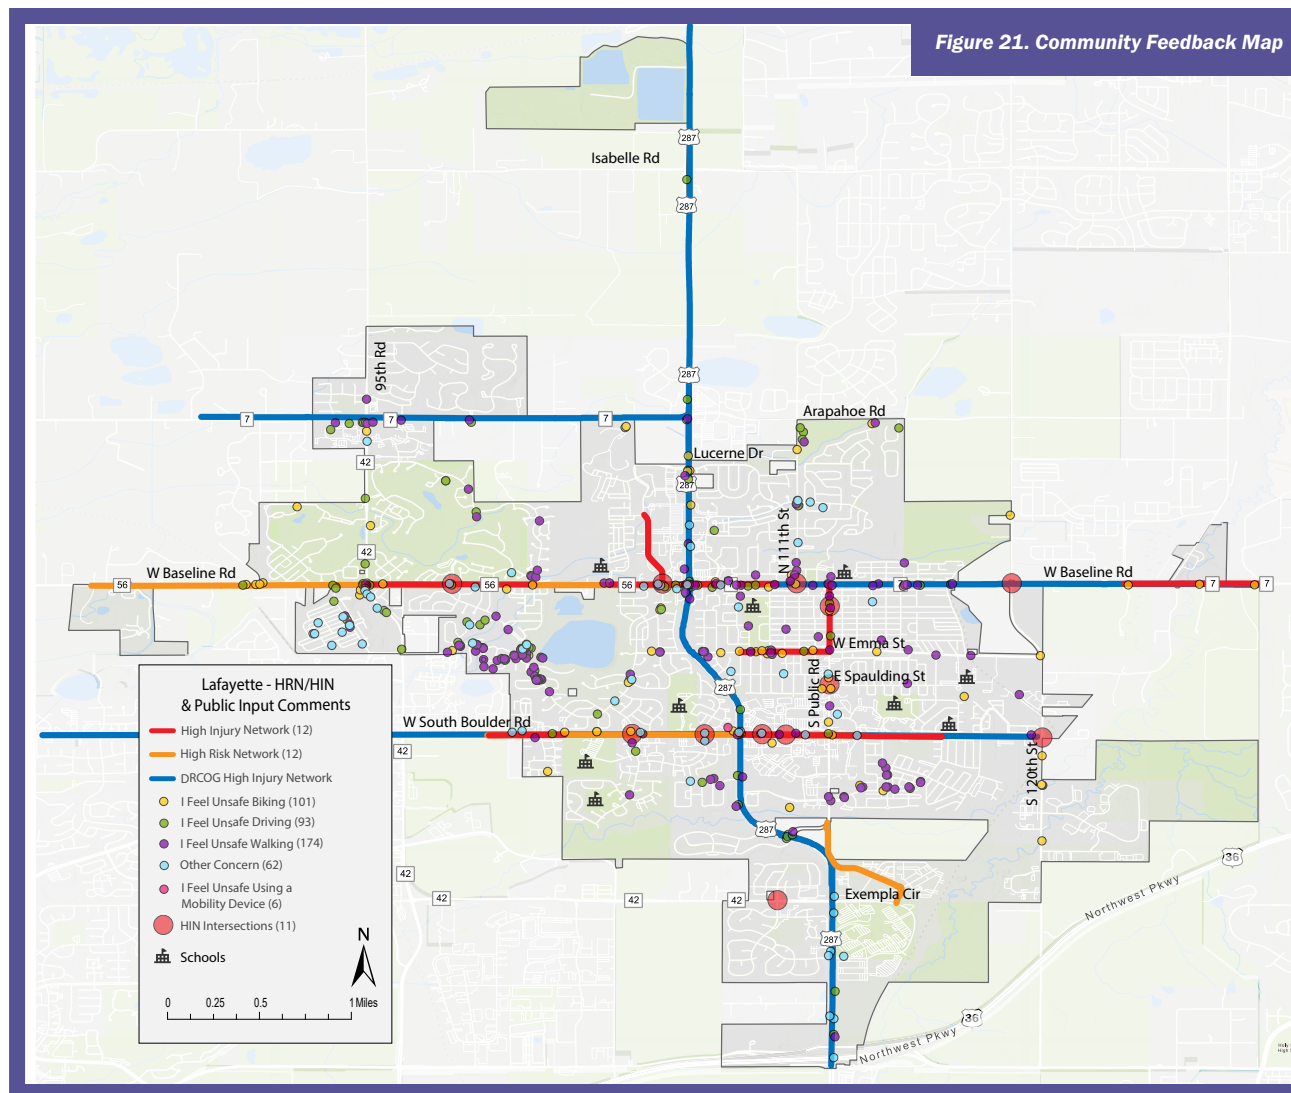 Figure 21. Community Feedback Map
287
Isabelle Rd
287
287
95th Rd
7
7
7
Arapahoe Rd
Lucerne Dr
42
287
N 111th St
42
W Baseline Rd
W Baseline Rd
56
56
56
7
7
W Emma St
E Spaulding St
287
S Public Rd
W South Boulder Rd
42
S 120th St
287
42
42
42
42
Exempla Cir
287
36
Northwest Pkwy
36
Northwest Pkwy
Lafayette - HRN/HIN
& Public Input Comments
High Injury Network (12)
High Risk Network (12)
DRCOG High Injury Network
I Feel Unsafe Biking (101)
I Feel Unsafe Driving (93)
I Feel Unsafe Walking (174)
Other Concern (62)
I Feel Unsafe Using a
Mobility Device (6)
HIN Intersections (11)
Schools
N
0 0.25 0.5 1 Miles